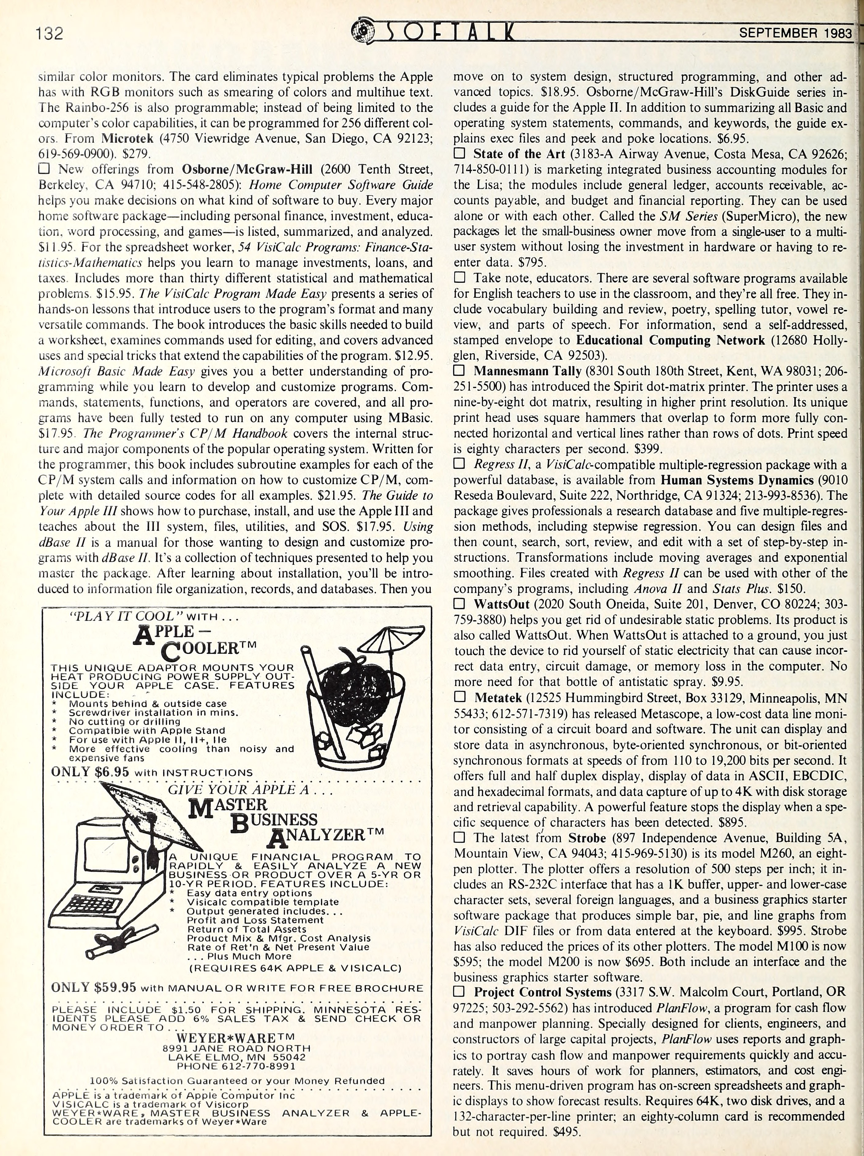 132
SOFTALK
SEPTEMBER 1983
similar color monitors. The card eliminates typical problems the Apple
has with RGB monitors such as smearing of colors and multihue text.
The Rainbo-256 is also programmable; instead of being limited to the
computer's color capabilities, it can be programmed for 256 different col-
ors. From Microtek (4750 Viewridge Avenue, San Diego, CA 92123;
619-569-0900). $279.
☐ New offerings from Osborne/McGraw-Hill (2600 Tenth Street,
Berkeley, CA 94710; 415-548-2805): Home Computer Software Guide
helps you make decisions on what kind of software to buy. Every major
home software package—including personal finance, investment, educa-
tion, word processing, and games—is listed, summarized, and analyzed.
$11.95. For the spreadsheet worker, 54 VisiCalc Programs: Finance-Sta-
tistics-Mathematics helps you learn to manage investments, loans, and
taxes. Includes more than thirty different statistical and mathematical
problems. $15.95. The VisiCalc Program Made Easy presents a series of
hands-on lessons that introduce users to the program's format and many
versatile commands. The book introduces the basic skills needed to build
a worksheet, examines commands used for editing, and covers advanced
uses and special tricks that extend the capabilities of the program. $12.95.
Microsoft Basic Made Easy gives you a better understanding of pro-
gramming while you learn to develop and customize programs. Com-
mands, statements, functions, and operators are covered, and all pro-
grams have been fully tested to run on any computer using MBasic.
$17.95. The Programmer's CP/M Handbook covers the internal struc-
ture and major components of the popular operating system. Written for
the programmer, this book includes subroutine examples for each of the
CP/M system calls and information on how to customize CP/M, com-
plete with detailed source codes for all examples. $21.95. The Guide to
Your Apple III shows how to purchase, install, and use the Apple III and
teaches about the III system, files, utilities, and SOS. $17.95. Using
dBase II is a manual for those wanting to design and customize pro-
grams with dBase II. It's a collection of techniques presented to help you
master the package. After learning about installation, you'll be intro-
duced to information file organization, records, and databases. Then you
"PLAY IT COOL" WITH . . .
APPLE —
COOLER™
THIS UNIQUE ADAPTOR MOUNTS YOUR
HEAT PRODUCING POWER SUPPLY OUT-
SIDE YOUR APPLE CASE. FEATURES
INCLUDE:
* Mounts behind & outside case
* Screwdriver installation in mins.
* No cutting or drilling
* Compatible with Apple Stand
* For use with Apple II, II+, IIe
* More effective cooling than noisy and
expensive fans
ONLY $6.95 with INSTRUCTIONS
GIVE YOUR APPLE A . . .
MASTER
BUSINESS
ANALYZER™
A UNIQUE FINANCIAL PROGRAM TO
RAPIDLY & EASILY ANALYZE A NEW
BUSINESS OR PRODUCT OVER A 5-YR OR
10-YR PERIOD. FEATURES INCLUDE:
* Easy data entry options
* Visicalc compatible template
* Output generated includes. . .
Profit and Loss Statement
Return of Total Assets
Product Mix & Mfgr. Cost Analysis
Rate of Ret'n & Net Present Value
. . . Plus Much More
(REQUIRES 64K APPLE & VISICALC)
ONLY $59.95 with MANUAL OR WRITE FOR FREE BROCHURE
PLEASE INCLUDE $1.50 FOR SHIPPING. MINNESOTA RES-
IDENTS PLEASE ADD 6% SALES TAX & SEND CHECK OR
MONEY ORDER TO . . .
WEYER*WARE™
8991 JANE ROAD NORTH
LAKE ELMO, MN 55042
PHONE 612-770-8991
100% Satisfaction Guaranteed or your Money Refunded
APPLE is a trademark of Apple Computor Inc
VISICALC is a trademark of Visicorp
WEYER*WARE, MASTER BUSINESS ANALYZER & APPLE-
COOLER are trademarks of Weyer*Ware
move on to system design, structured programming, and other ad-
vanced topics. $18.95. Osborne/McGraw-Hill's DiskGuide series in-
cludes a guide for the Apple II. In addition to summarizing all Basic and
operating system statements, commands, and keywords, the guide ex-
plains exec files and peek and poke locations. $6.95.
☐ State of the Art (3183-A Airway Avenue, Costa Mesa, CA 92626;
714-850-0111) is marketing integrated business accounting modules for
the Lisa; the modules include general ledger, accounts receivable, ac-
counts payable, and budget and financial reporting. They can be used
alone or with each other. Called the SM Series (SuperMicro), the new
packages let the small-business owner move from a single-user to a multi-
user system without losing the investment in hardware or having to re-
enter data. $795.
☐ Take note, educators. There are several software programs available
for English teachers to use in the classroom, and they're all free. They in-
clude vocabulary building and review, poetry, spelling tutor, vowel re-
view, and parts of speech. For information, send a self-addressed,
stamped envelope to Educational Computing Network (12680 Holly-
glen, Riverside, CA 92503).
☐ Mannesmann Tally (8301 South 180th Street, Kent, WA 98031; 206-
251-5500) has introduced the Spirit dot-matrix printer. The printer uses a
nine-by-eight dot matrix, resulting in higher print resolution. Its unique
print head uses square hammers that overlap to form more fully con-
nected horizontal and vertical lines rather than rows of dots. Print speed
is eighty characters per second. $399.
☐ Regress II, a VisiCalc-compatible multiple-regression package with a
powerful database, is available from Human Systems Dynamics (9010
Reseda Boulevard, Suite 222, Northridge, CA 91324; 213-993-8536). The
package gives professionals a research database and five multiple-regres-
sion methods, including stepwise regression. You can design files and
then count, search, sort, review, and edit with a set of step-by-step in-
structions. Transformations include moving averages and exponential
smoothing. Files created with Regress II can be used with other of the
company's programs, including Anova II and Stats Plus. $150.
☐ WattsOut (2020 South Oneida, Suite 201, Denver, CO 80224; 303-
759-3880) helps you get rid of undesirable static problems. Its product is
also called WattsOut. When WattsOut is attached to a ground, you just
touch the device to rid yourself of static electricity that can cause incor-
rect data entry, circuit damage, or memory loss in the computer. No
more need for that bottle of antistatic spray. $9.95.
☐ Metatek (12525 Hummingbird Street, Box 33129, Minneapolis, MN
55433; 612-571-7319) has released Metascope, a low-cost data line moni-
tor consisting of a circuit board and software. The unit can display and
store data in asynchronous, byte-oriented synchronous, or bit-oriented
synchronous formats at speeds of from 110 to 19,200 bits per second. It
offers full and half duplex display, display of data in ASCII, EBCDIC,
and hexadecimal formats, and data capture of up to 4K with disk storage
and retrieval capability. A powerful feature stops the display when a spe-
cific sequence of characters has been detected. $895.
☐ The latest from Strobe (897 Independence Avenue, Building 5A,
Mountain View, CA 94043; 415-969-5130) is its model M260, an eight-
pen plotter. The plotter offers a resolution of 500 steps per inch; it in-
cludes an RS-232C interface that has a 1K buffer, upper- and lower-case
character sets, several foreign languages, and a business graphics starter
software package that produces simple bar, pie, and line graphs from
VisiCalc DIF files or from data entered at the keyboard. $995. Strobe
has also reduced the prices of its other plotters. The model M100 is now
$595; the model M200 is now $695. Both include an interface and the
business graphics starter software.
☐ Project Control Systems (3317 S.W. Malcolm Court, Portland, OR
97225; 503-292-5562) has introduced PlanFlow, a program for cash flow
and manpower planning. Specially designed for clients, engineers, and
constructors of large capital projects, PlanFlow uses reports and graph-
ics to portray cash flow and manpower requirements quickly and accu-
rately. It saves hours of work for planners, estimators, and cost engi-
neers. This menu-driven program has on-screen spreadsheets and graph-
ic displays to show forecast results. Requires 64K, two disk drives, and a
132-character-per-line printer; an eighty-column card is recommended
but not required. $495.